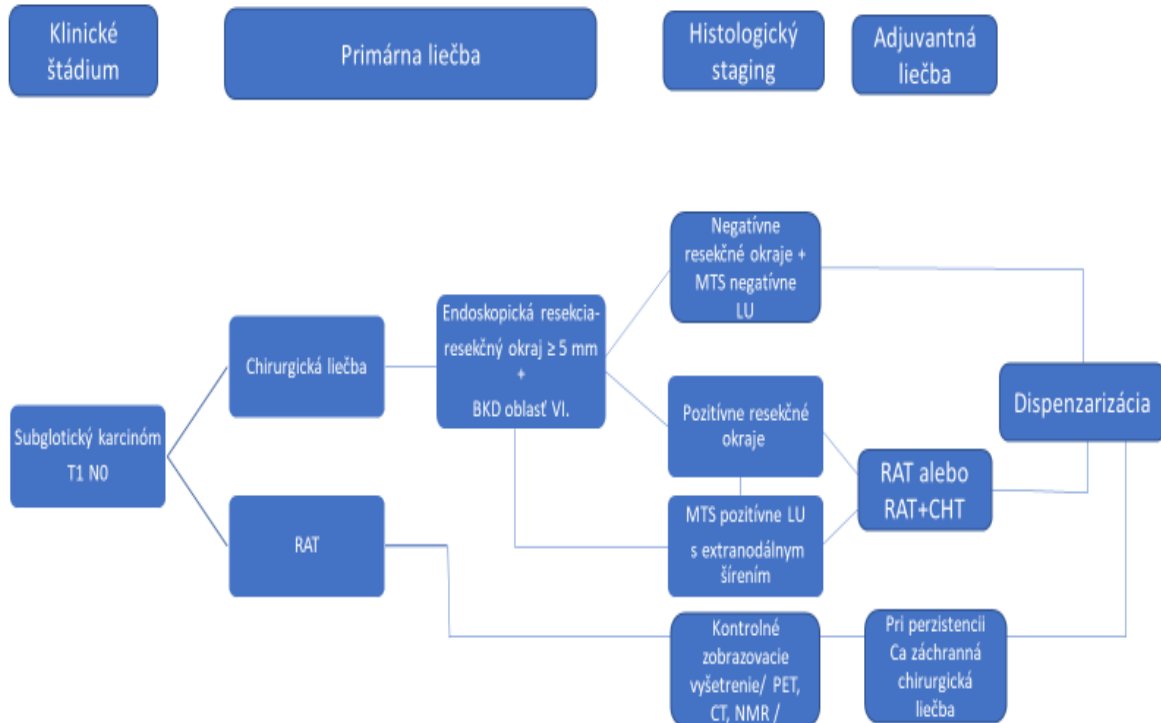 Klinické
štádium
Primárna liečba
Histologický
staging
Adjuvantná
liečba
Subglotický karcinóm
T1 N0
Chirurgická liečba
RAT
Endoskopická resekcia-
resekčný okraj ≥ 5 mm
+
BKD oblasť VI.
Negatívne
resekčné okraje +
MTS negatívne
LU
Pozitívne resekčné
okraje
MTS pozitívne LU
s extranodálnym
šírením
Kontrolné
zobrazovacie
vyšetrenie/ PET,
CT, NMR /
RAT alebo
RAT+CHT
Pri perzistencii
Ca záchranná
chirurgická
liečba
Dispenzarizácia